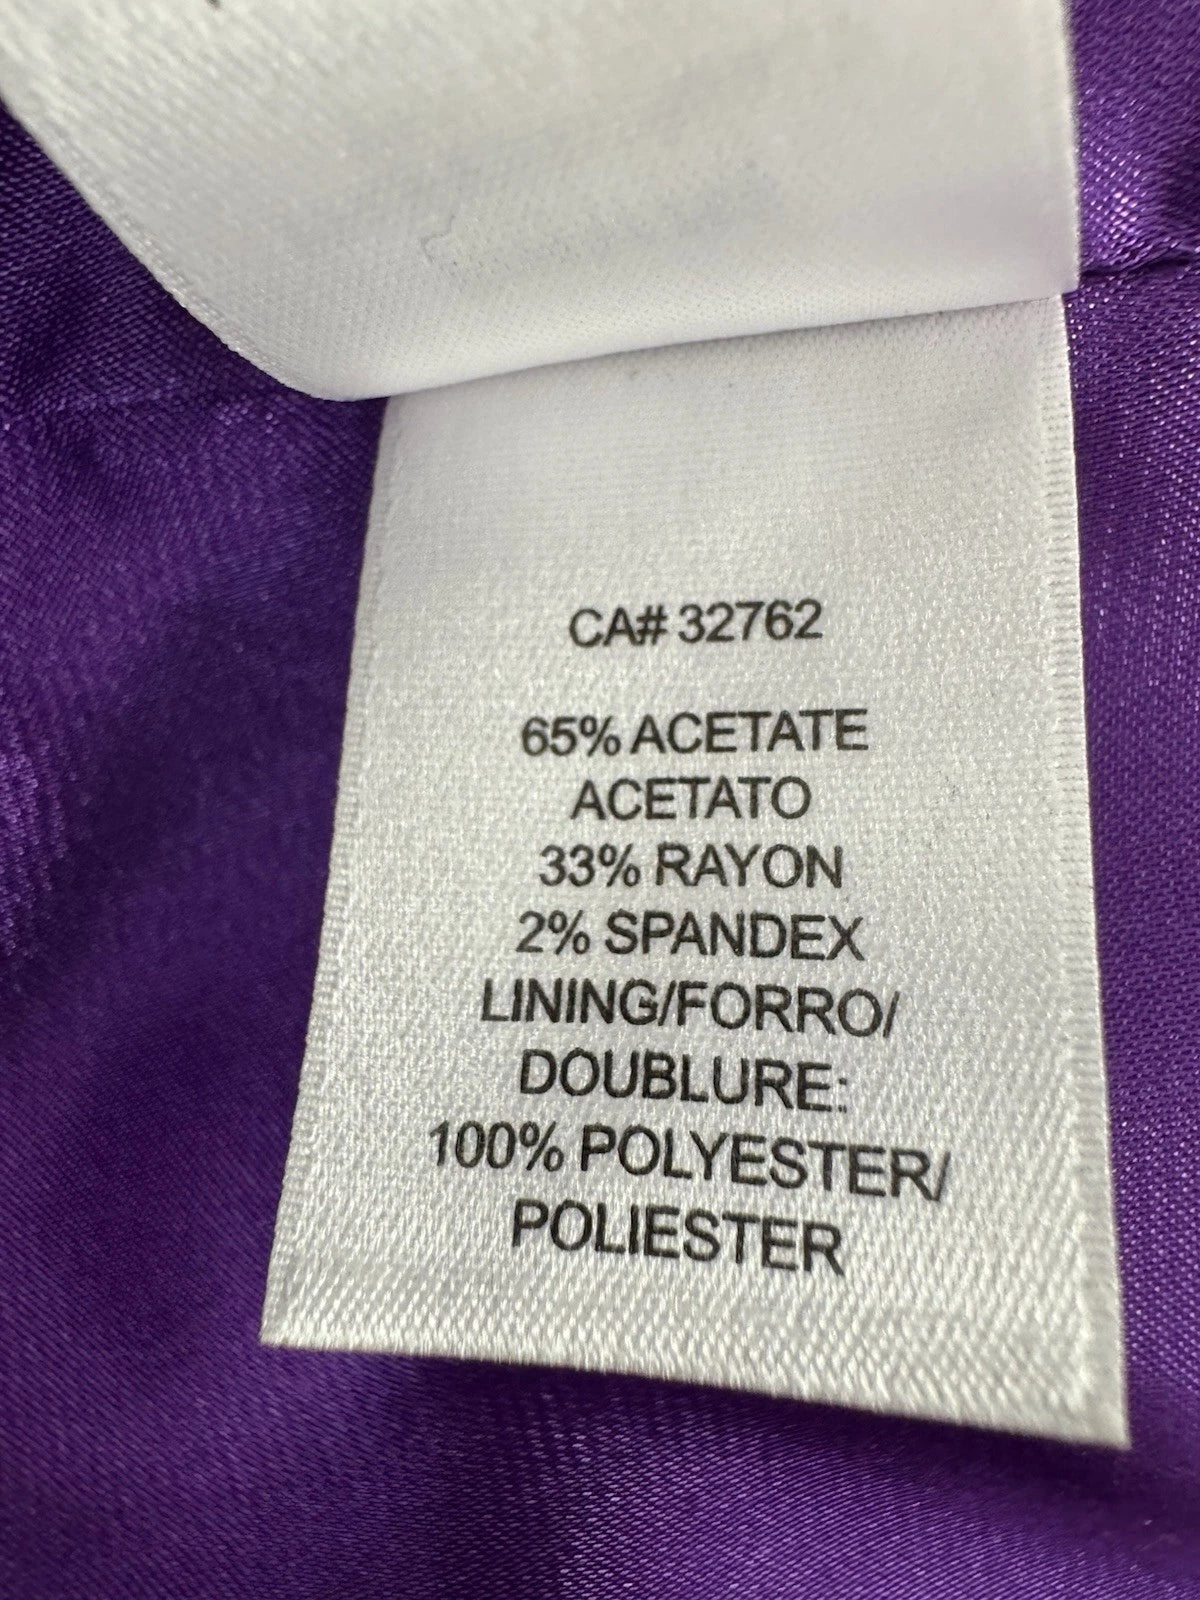 CA# 32762
65% ACETATE
ACETATO
33% RAYON
2% SPANDEX
LINING/FORRO/
DOUBLURE:
100% POLYESTER/
POLIESTER